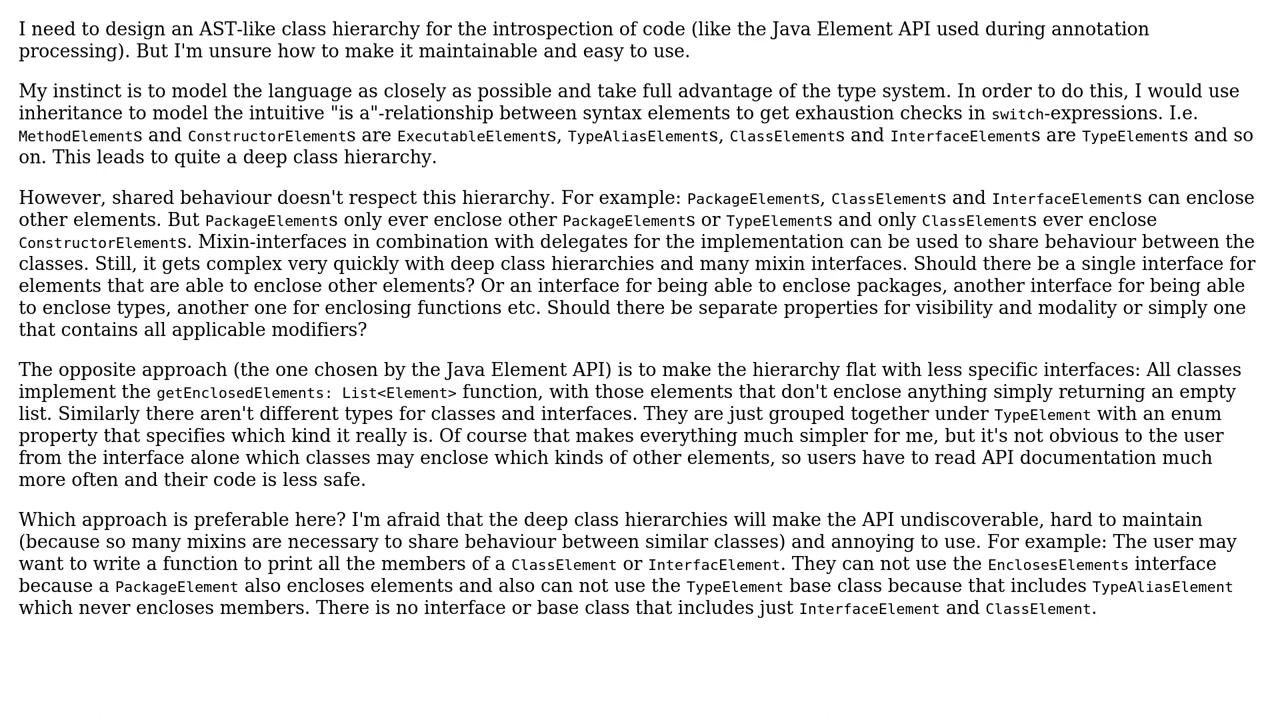 I need to design an AST-like class hierarchy for the introspection of code (like the Java Element API used during annotation
processing). But I'm unsure how to make it maintainable and easy to use.
My instinct is to model the language as closely as possible and take full advantage of the type system. In order to do this, I would use
inheritance to model the intuitive "is a"-relationship between syntax elements to get exhaustion checks in switch-expressions. I.e.
MethodElements and ConstructorElements are ExecutableElements, TypeAliasElements, ClassElements and InterfaceElements are TypeElements and so
on. This leads to quite a deep class hierarchy.
However, shared behaviour doesn't respect this hierarchy. For example: PackageElements, ClassElements and InterfaceElements can enclose
other elements. But PackageElements only ever enclose other PackageElements or TypeElements and only ClassElements ever enclose
ConstructorElements. Mixin-interfaces in combination with delegates for the implementation can be used to share behaviour between the
classes. Still, it gets complex very quickly with deep class hierarchies and many mixin interfaces. Should there be a single interface for
elements that are able to enclose other elements? Or an interface for being able to enclose packages, another interface for being able
to enclose types, another one for enclosing functions etc. Should there be separate properties for visibility and modality or simply one
that contains all applicable modifiers?
The opposite approach (the one chosen by the Java Element API) is to make the hierarchy flat with less specific interfaces: All classes
implement the getEnclosedElements: List<Element> function, with those elements that don't enclose anything simply returning an empty
list. Similarly there aren't different types for classes and interfaces. They are just grouped together under TypeElement with an enum
property that specifies which kind it really is. Of course that makes everything much simpler for me, but it's not obvious to the user
from the interface alone which classes may enclose which kinds of other elements, so users have to read API documentation much
more often and their code is less safe.
Which approach is preferable here? I'm afraid that the deep class hierarchies will make the API undiscoverable, hard to maintain
(because so many mixins are necessary to share behaviour between similar classes) and annoying to use. For example: The user may
want to write a function to print all the members of a ClassElement or InterfacElement. They can not use the EnclosesElements interface
because a PackageElement also encloses elements and also can not use the TypeElement base class because that includes TypeAliasElement
which never encloses members. There is no interface or base class that includes just InterfaceElement and ClassElement.